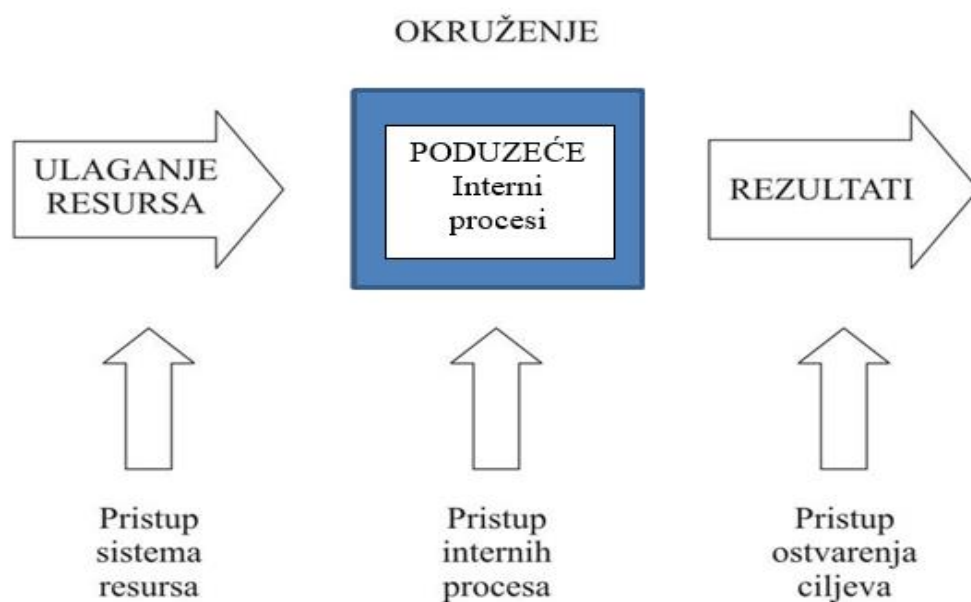 OKRUŽENJE
ULAGANJE
RESURSA
PODUZEĆE
Interni
procesi
REZULTATI
Pristup
sistema
resursa
Pristup
internih
procesa
Pristup
ostvarenja
ciljeva